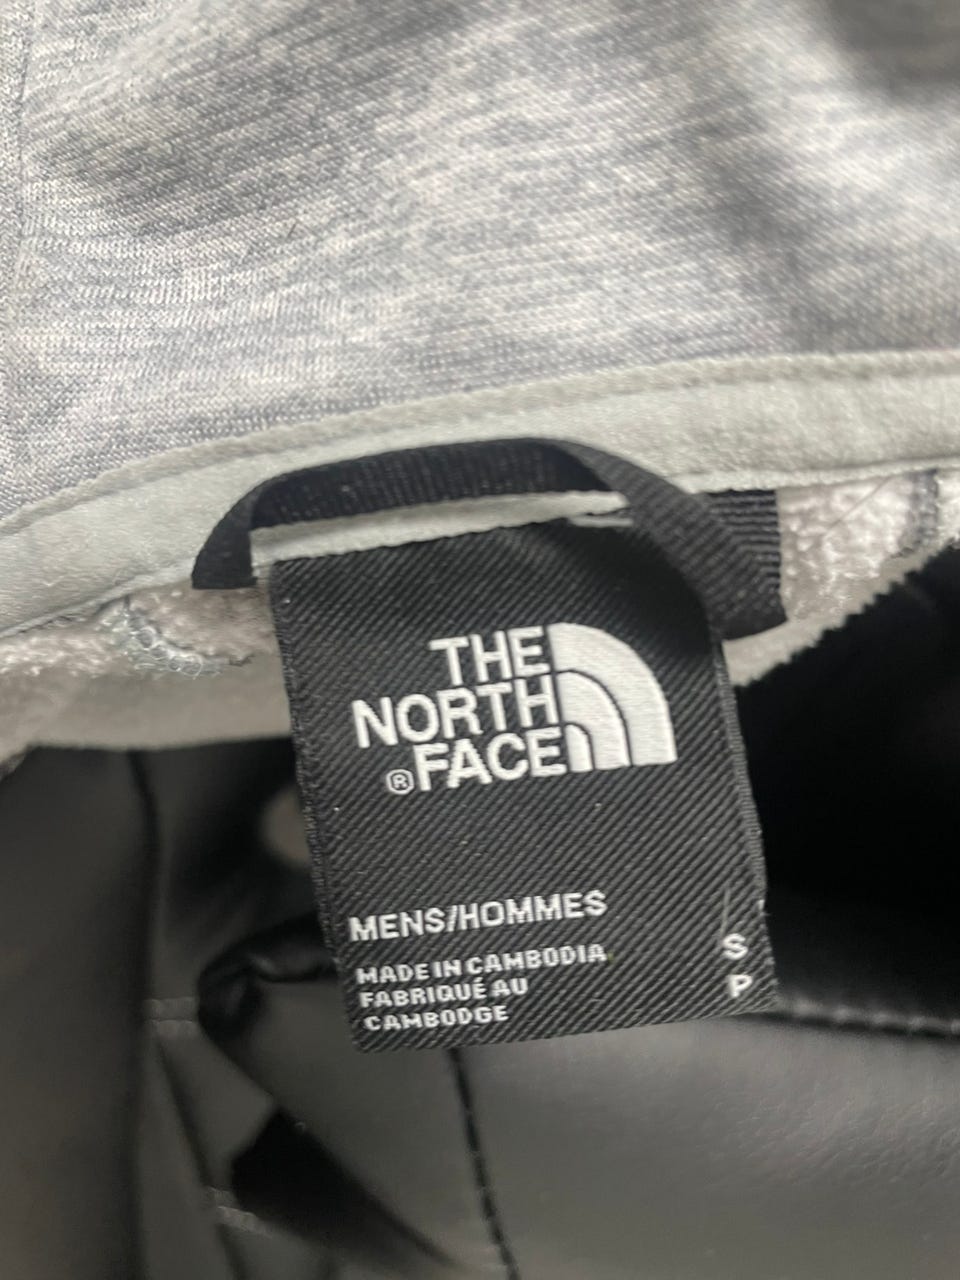 THE
NORTH
® FACE
MENS/HOMMES
MADE IN CAMBODIA
FABRIQUÉ AU
CAMBODGE
S
P